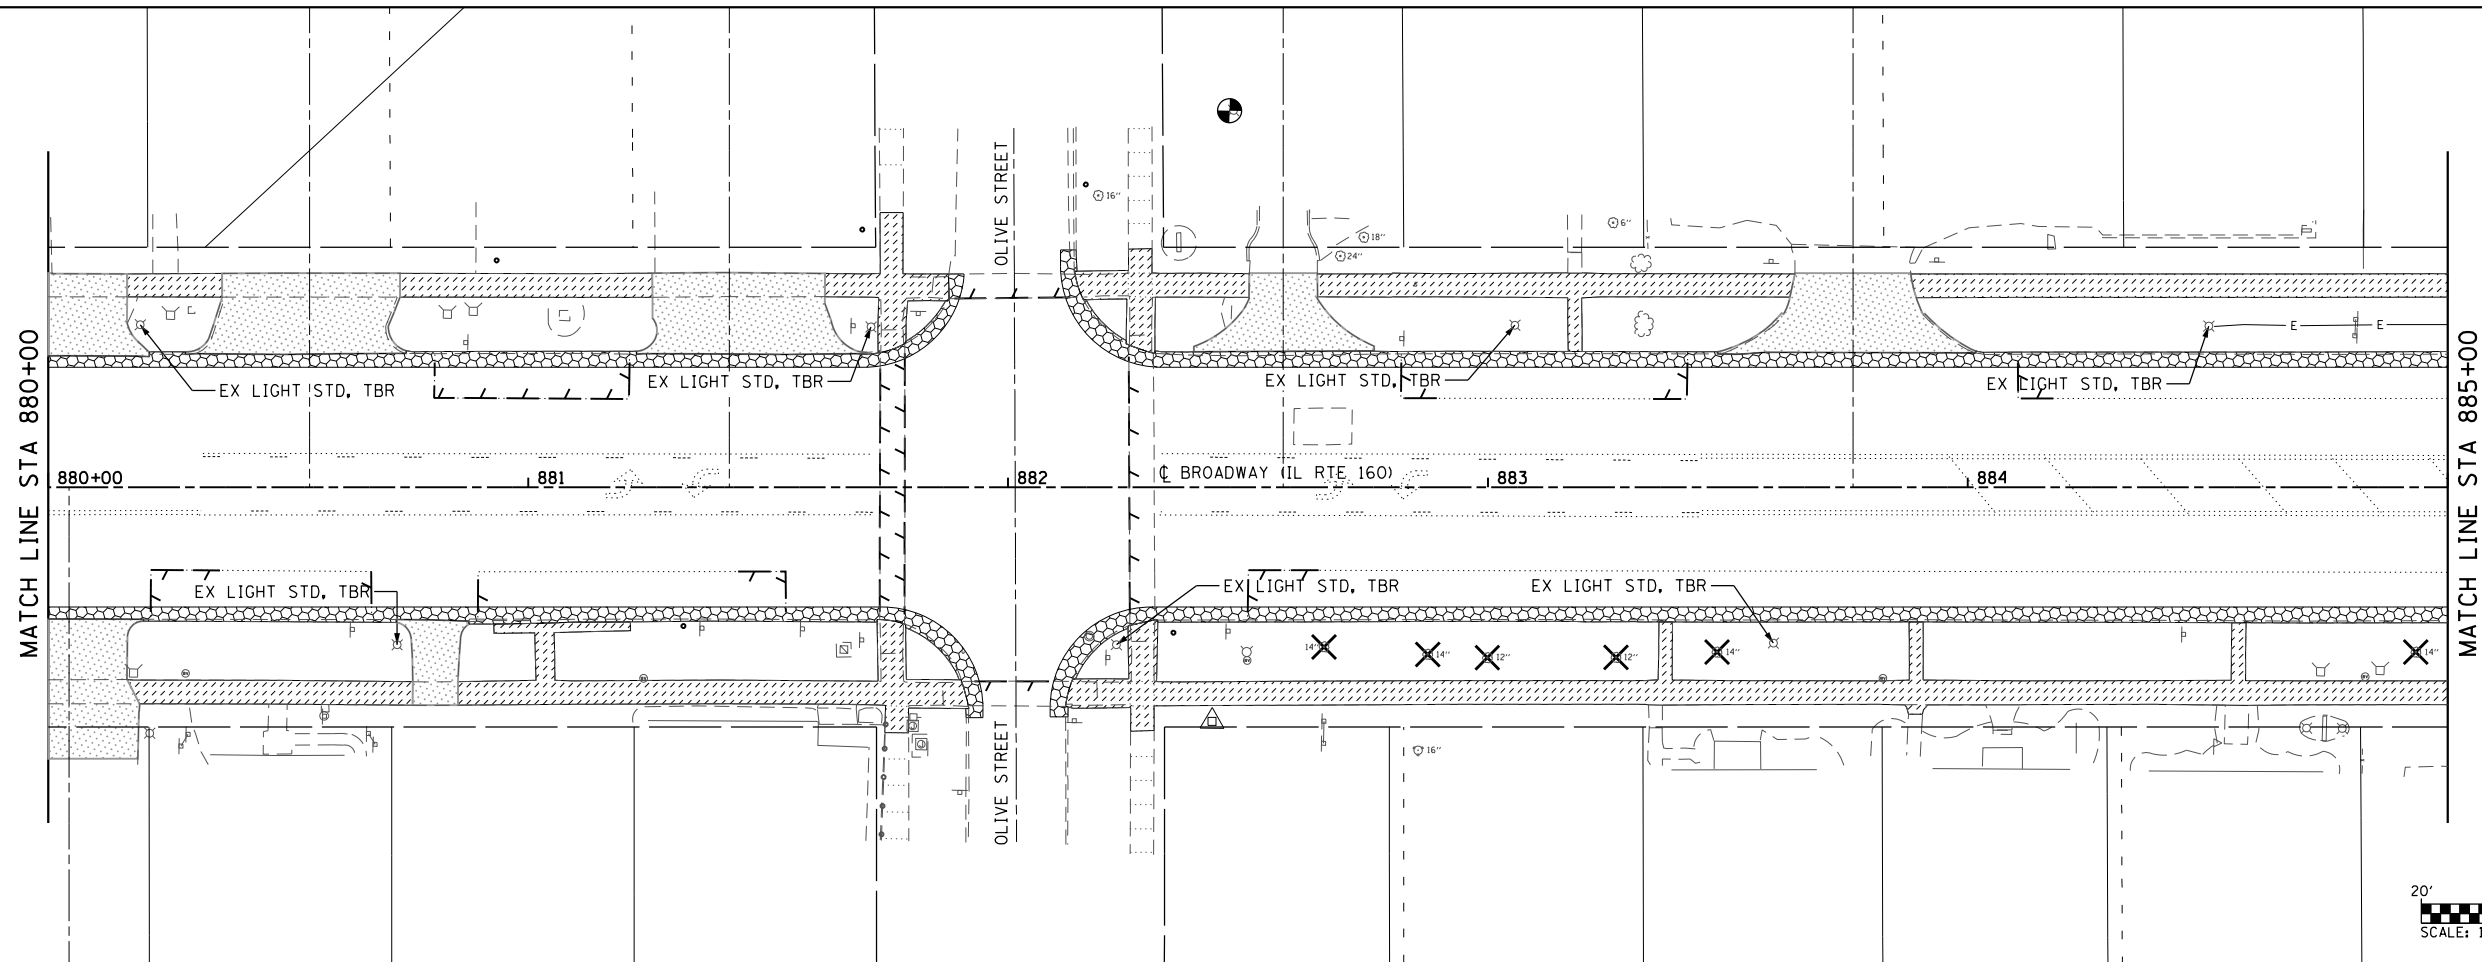 OLIVE STREET
16"
6"
18"
24"
E
E
EX LIGHT STD, TBR
EX LIGHT STD, TBR
EX LIGHT STD, TBR
EX LIGHT STD, TBR
MATCH LINE STA 880+00
MATCH LINE STA 885+00
880+00
881
882
℄ BROADWAY (IL RTE 160)
883
884
EX LIGHT STD, TBR
EX LIGHT STD, TBR
EX LIGHT STD, TBR
14"
14"
12"
12"
14"
14"
16"
OLIVE STREET
20'
SCALE: 1